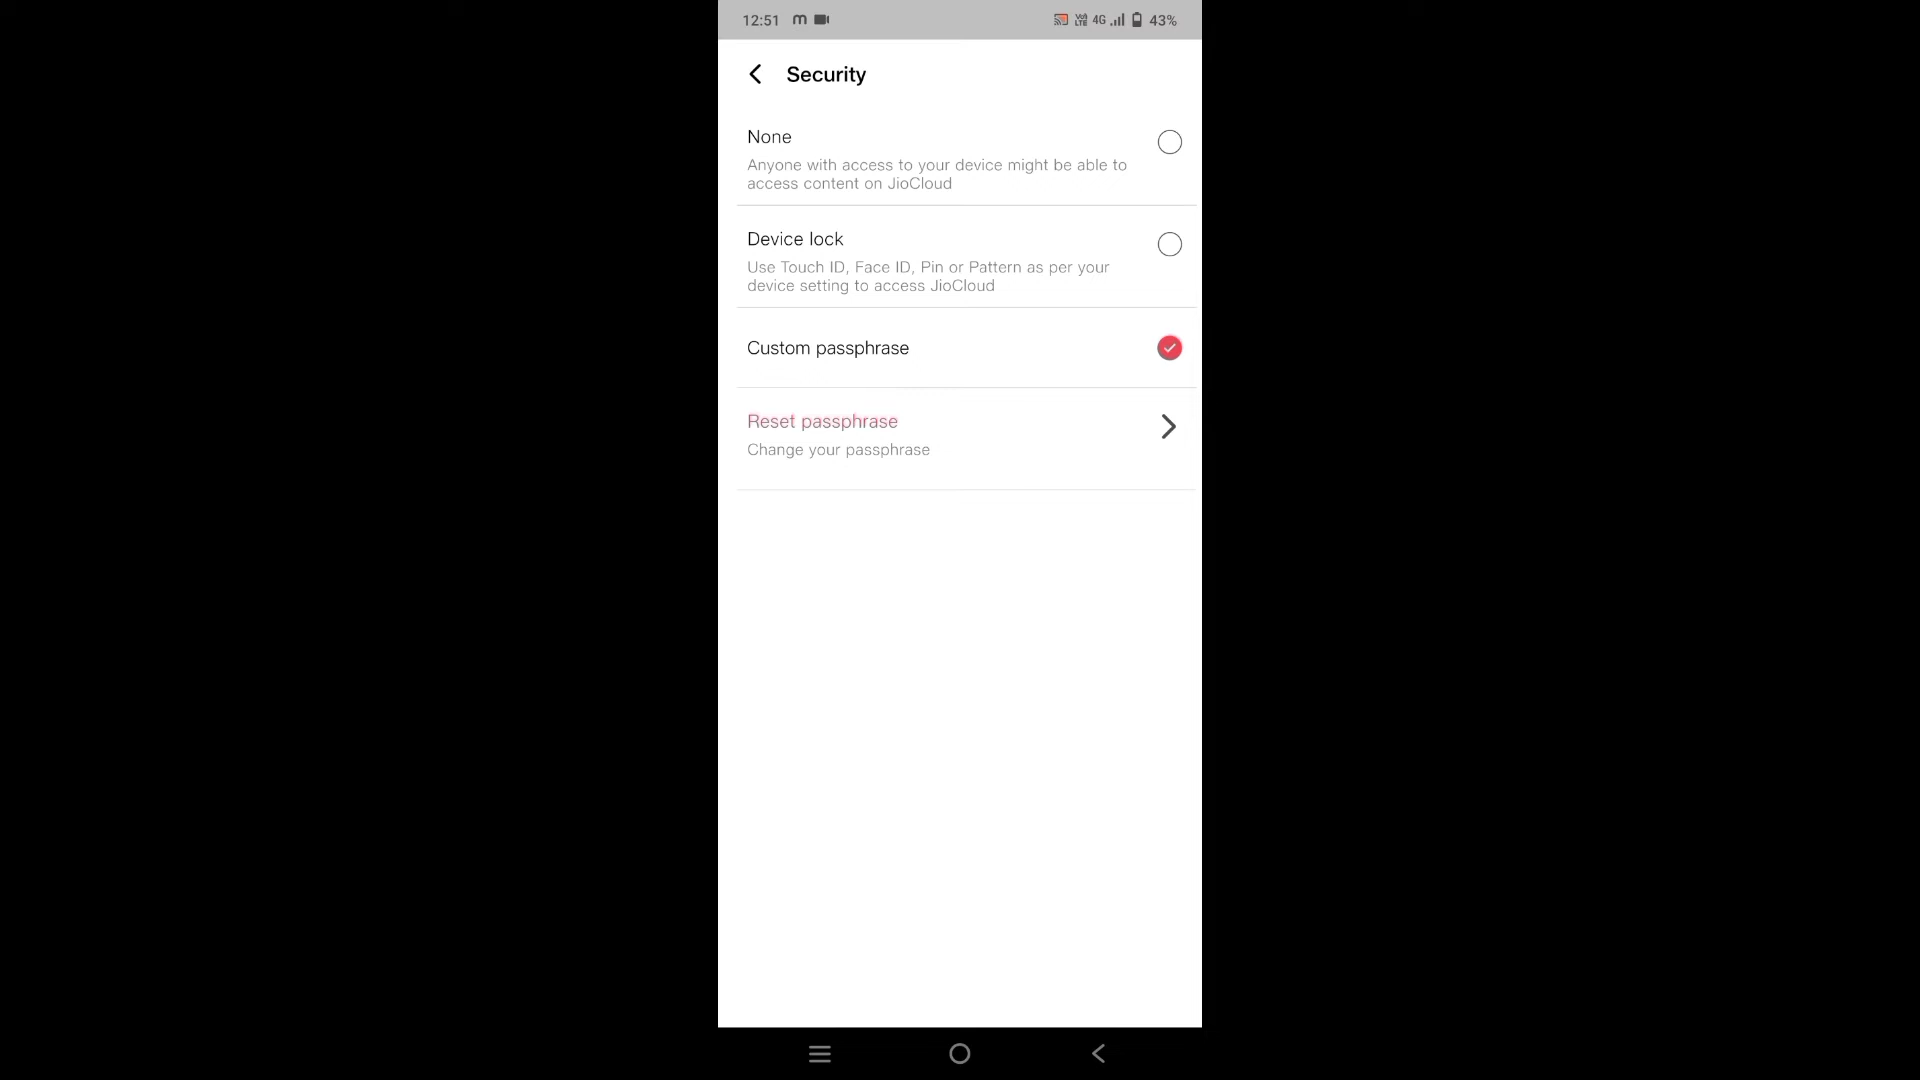 12:51 m VoLTE 4G 43%
Security
None
Anyone with access to your device might be able to
access content on JioCloud
Device lock
Use Touch ID, Face ID, Pin or Pattern as per your
device setting to access JioCloud
Custom passphrase
Reset passphrase
Change your passphrase